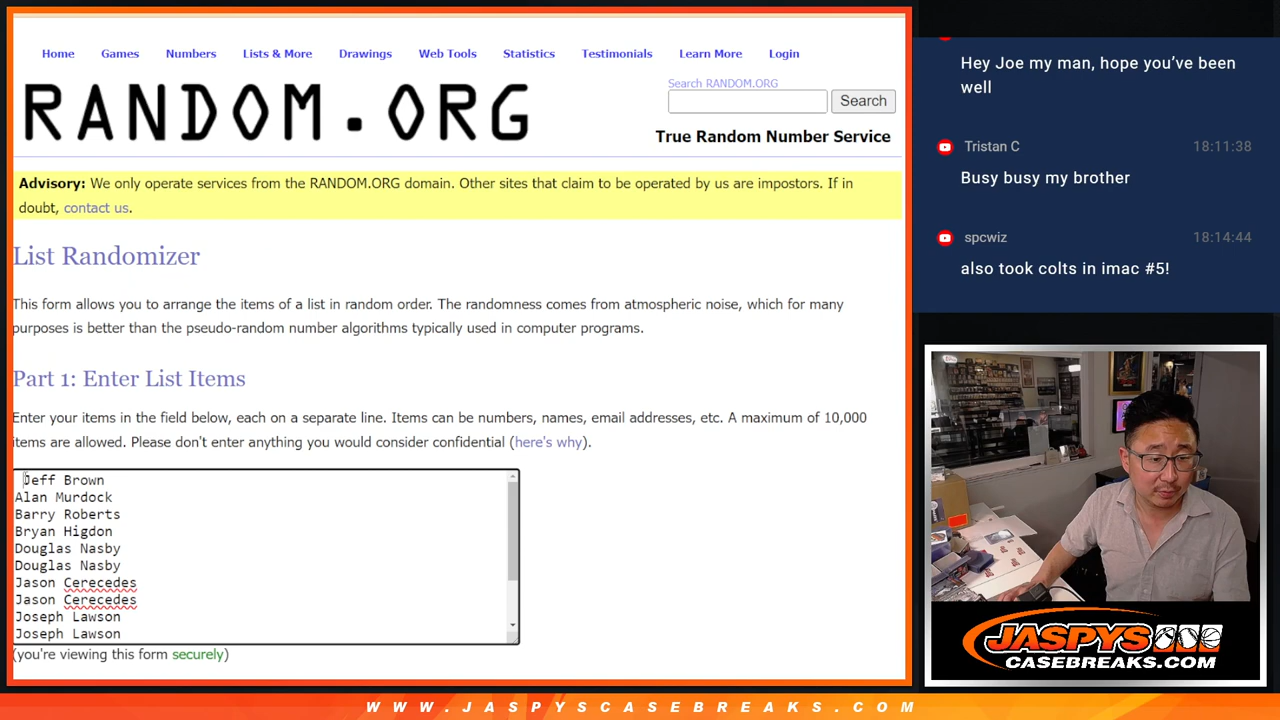 Home Games Numbers Lists & More Drawings Web Tools Statistics Testimonials Learn More Login
RANDOM.ORG
Search RANDOM.ORG
Search
True Random Number Service
Advisory: We only operate services from the RANDOM.ORG domain. Other sites that claim to be operated by us are impostors. If in
doubt, contact us.
List Randomizer
This form allows you to arrange the items of a list in random order. The randomness comes from atmospheric noise, which for many
purposes is better than the pseudo-random number algorithms typically used in computer programs.
Part 1: Enter List Items
Enter your items in the field below, each on a separate line. Items can be numbers, names, email addresses, etc. A maximum of 10,000
items are allowed. Please don't enter anything you would consider confidential (here's why).
Jeff Brown
Alan Murdock
Barry Roberts
Bryan Higdon
Douglas Nasby
Douglas Nasby
Jason Cerecedes
Jason Cerecedes
Joseph Lawson
Joseph Lawson
(you're viewing this form securely)
Hey Joe my man, hope you've been
well
Tristan C 18:11:38
Busy busy my brother
spcwiz 18:14:44
also took colts in imac #5!
JASPYS
CASEBREAKS.COM
WWW.JASPYSCASEBREAKS.COM